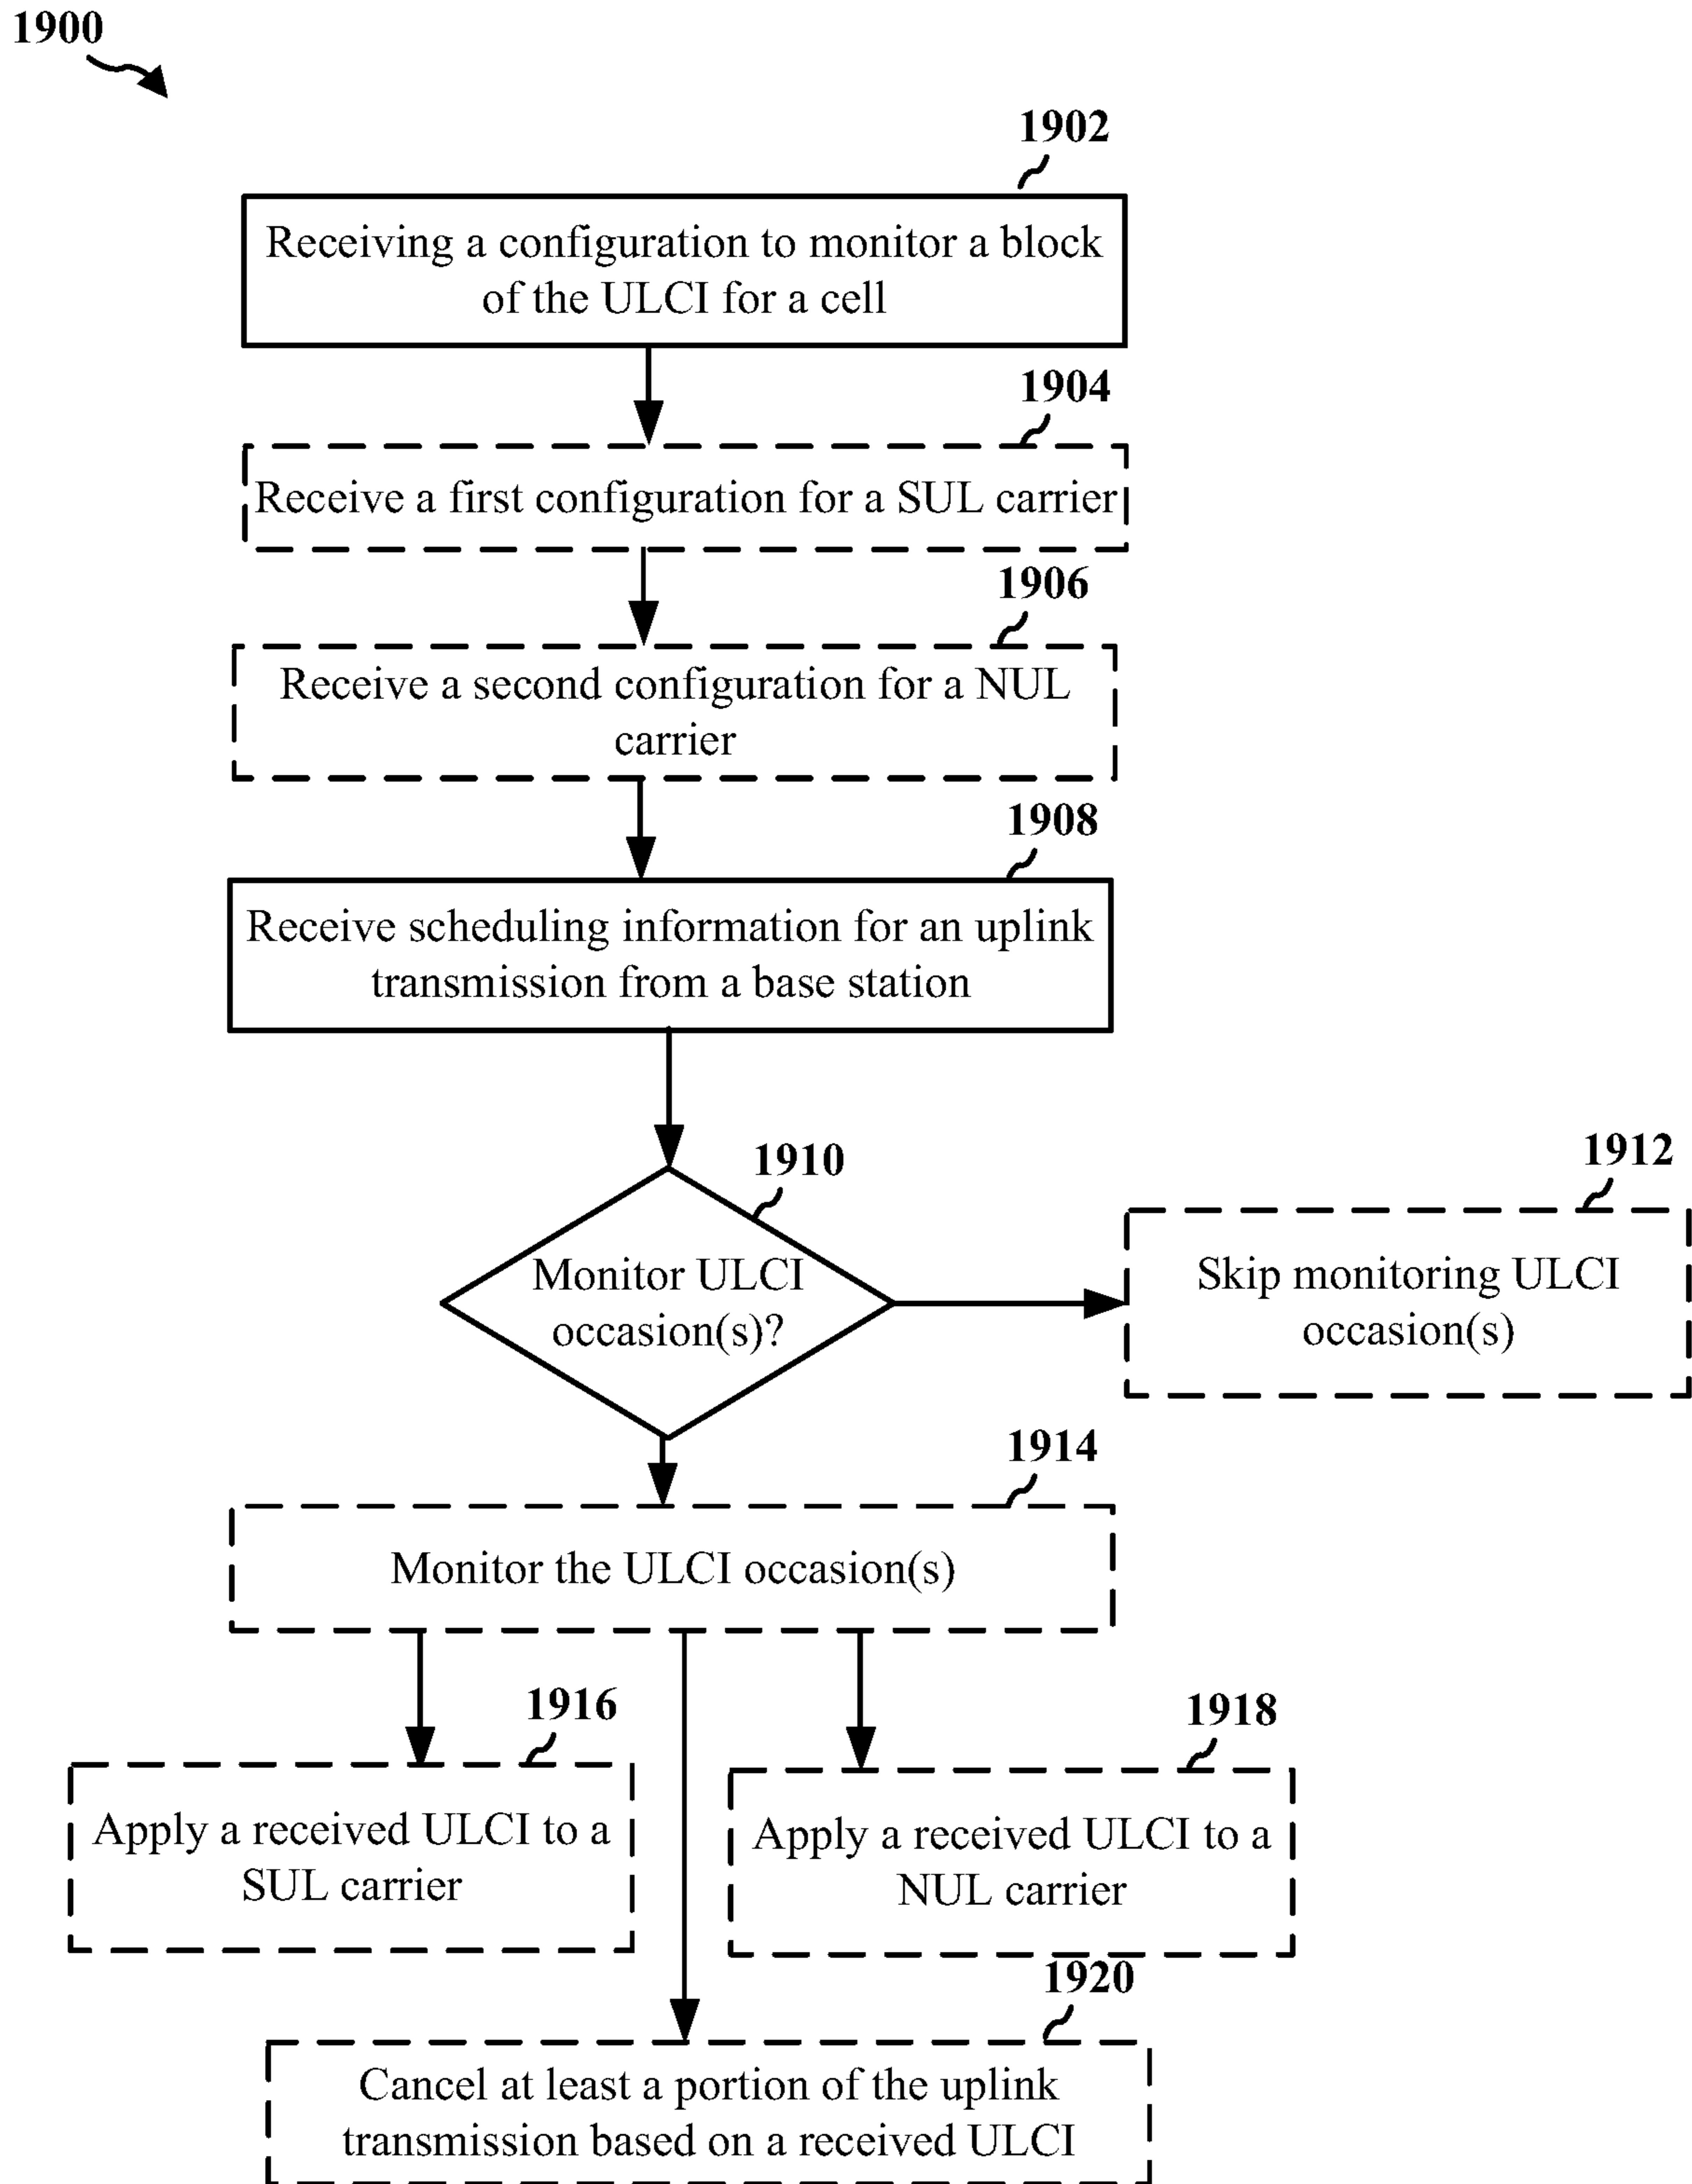 1900
1902
Receiving a configuration to monitor a block
of the ULCI for a cell
1904
Receive a first configuration for a SUL carrier
1906
Receive a second configuration for a NUL
carrier
1908
Receive scheduling information for an uplink
transmission from a base station
1910
Monitor ULCI
occasion(s)?
1912
Skip monitoring ULCI
occasion(s)
1914
Monitor the ULCI occasion(s)
1916
Apply a received ULCI to a
SUL carrier
1918
Apply a received ULCI to a
NUL carrier
1920
Cancel at least a portion of the uplink
transmission based on a received ULCI